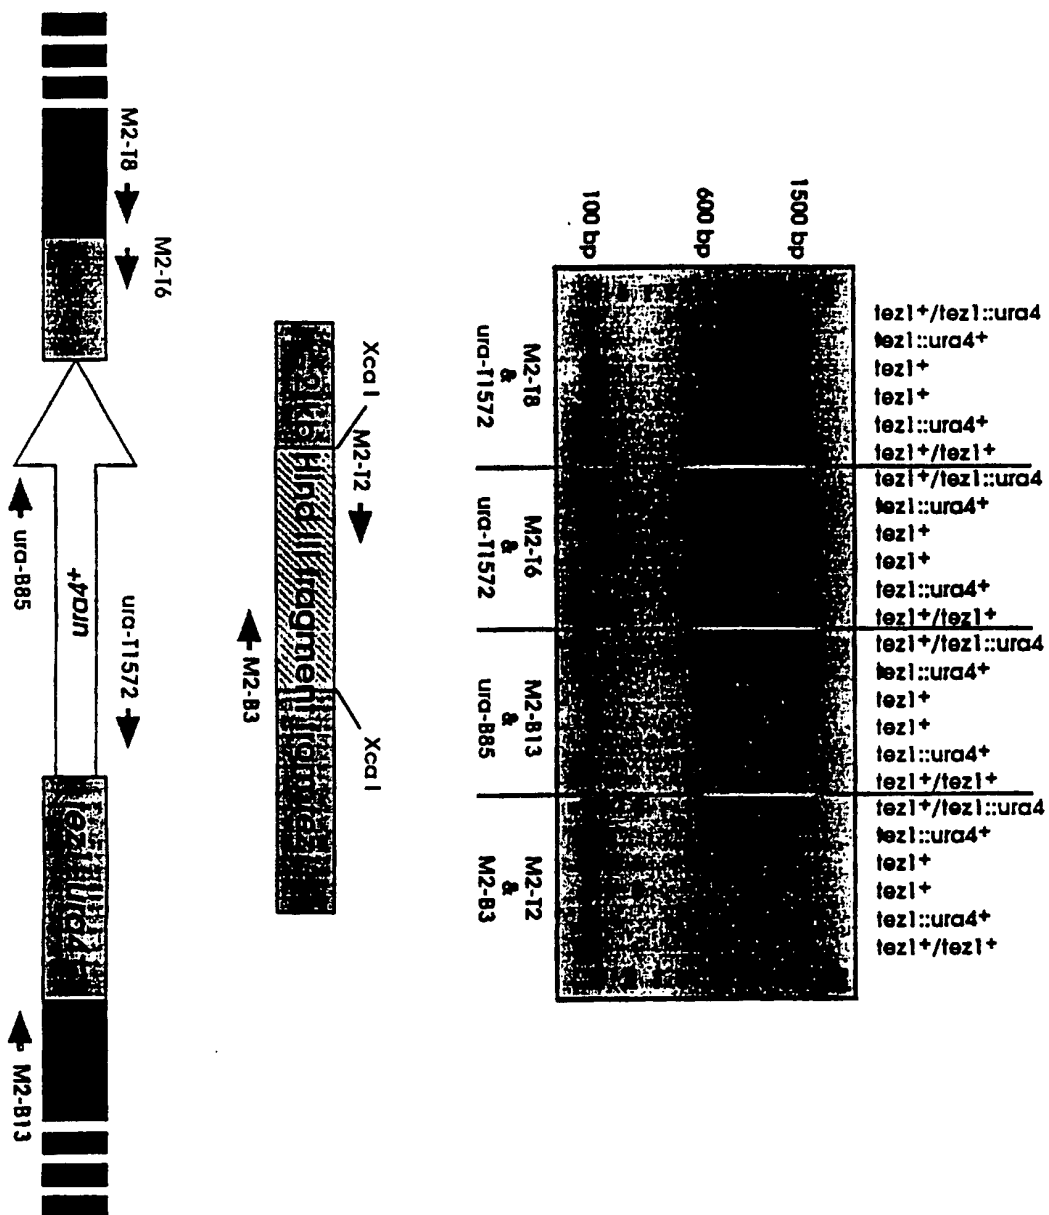 tez1+/tez1::ura4
tez1::ura4+
tez1+
tez1+
tez1::ura4+
tez1+/tez1+
tez1+/tez1::ura4
tez1::ura4+
tez1+
tez1+
tez1::ura4+
tez1+/tez1+
tez1+/tez1::ura4
tez1::ura4+
tez1+
tez1+
tez1::ura4+
tez1+/tez1+
tez1+/tez1::ura4
tez1::ura4+
tez1+
tez1+
tez1::ura4+
tez1+/tez1+
1500 bp
600 bp
100 bp
M2-T8
&
ura-T1572
M2-T6
&
ura-T1572
M2-B13
&
ura-B85
M2-T2
&
M2-B3
Xca I
Xca I
M2-T2
kb Hind III fragment
M2-B3
M2-T6
M2-T8
ura-T1572
ura4+
ura-B85
M2-B13